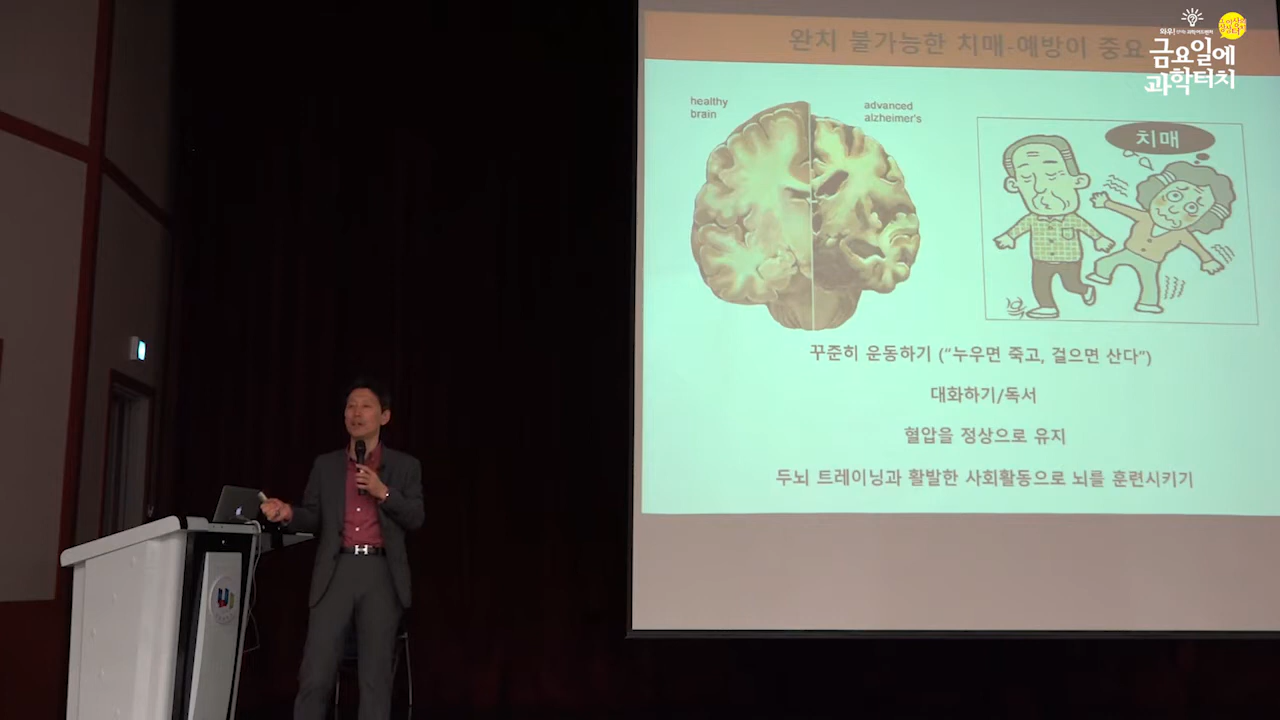 완치 불가능한 치매-예방이 중요
와우!
금요일에
과학터치
healthy
brain
advanced
alzheimer's
치매
꾸준히 운동하기 ("누우면 죽고, 걸으면 산다")
대화하기/독서
혈압을 정상으로 유지
두뇌 트레이닝과 활발한 사회활동으로 뇌를 훈련시키기